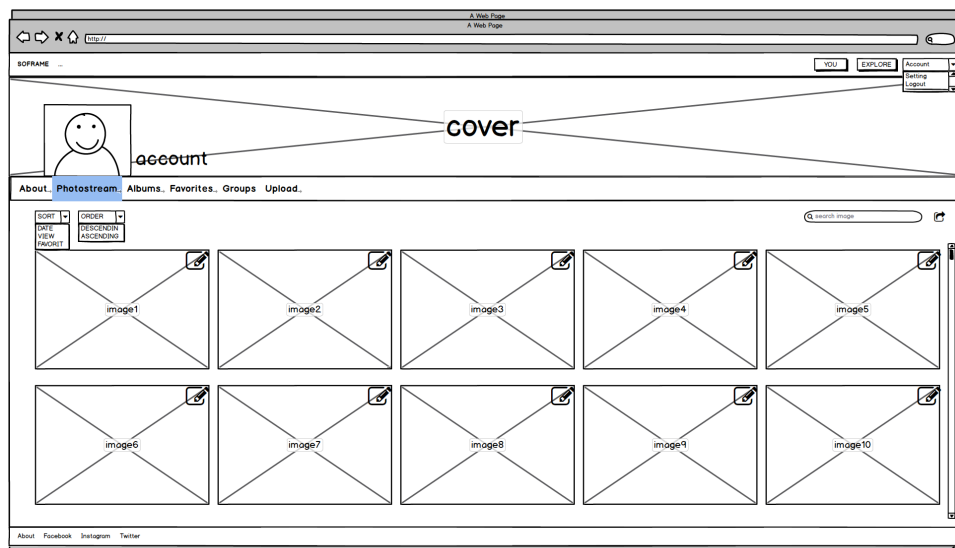 A Web Page
A Web Page
http://
SOFRAME ...
YOU EXPLORE Account
Setting
Logout
cover
account
About... Photostream... Albums... Favorites... Groups Upload...
SORT ORDER search image
DATE DESCENDIN
VIEW ASCENDING
FAVORIT
image1 image2 image3 image4 image5
image6 image7 image8 image9 image10
About Facebook Instagram Twitter